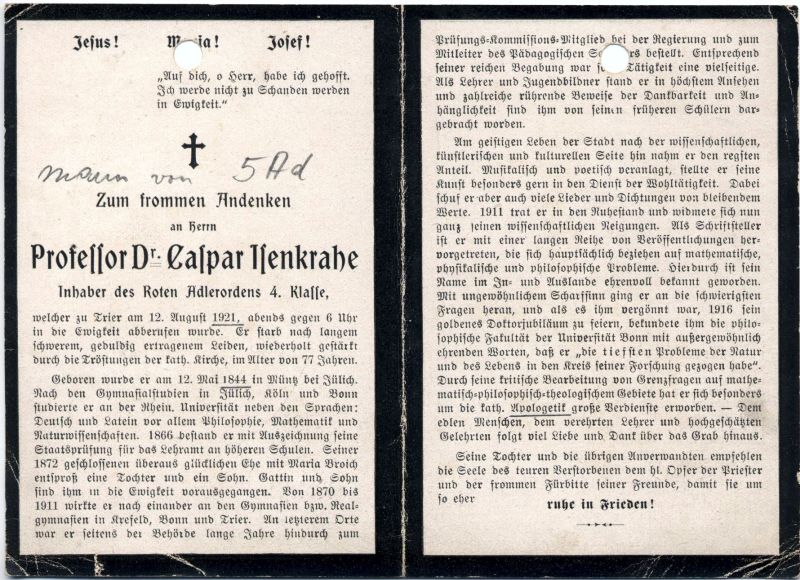 Jesus! Maria! Josef!
„Auf dich, o Herr, habe ich gehofft.
Ich werde nicht zu Schanden werden
in Ewigkeit.“
Mann von 5Ad
Zum frommen Andenken
an Herrn
Professor Dr. Caspar Isenkrahe
Inhaber des Roten Adlerordens 4. Klasse,
welcher zu Trier am 12. August 1921, abends gegen 6 Uhr
in die Ewigkeit abberufen wurde. Er starb nach langem
schwerem, geduldig ertragenem Leiden, wiederholt gestärkt
durch die Tröstungen der kath. Kirche, im Alter von 77 Jahren.
Geboren wurde er am 12. Mai 1844 in Müntz bei Jülich.
Nach den Gymnasialstudien in Jülich, Köln und Bonn
studierte er an der Rhein. Universität neben den Sprachen:
Deutsch und Latein vor allem Philosophie, Mathematik und
Naturwissenschaften. 1866 bestand er mit Auszeichnung seine
Staatsprüfung für das Lehramt an höheren Schulen. Seiner
1872 geschlossenen überaus glücklichen Ehe mit Maria Broich
entsproß eine Tochter und ein Sohn. Gattin und Sohn
sind ihm in die Ewigkeit vorausgegangen. Von 1870 bis
1911 wirkte er nach einander an den Gymnasien bzw. Real-
gymnasien in Krefeld, Bonn und Trier. An letzterem Orte
war er seitens der Behörde lange Jahre hindurch zum
Prüfungs-Kommissions-Mitglied bei der Regierung und zum
Mitleiter des Pädagogischen Seminars bestellt. Entsprechend
seiner reichen Begabung war seine Tätigkeit eine vielseitige.
Als Lehrer und Jugendbildner stand er in höchstem Ansehen
und zahlreiche rührende Beweise der Dankbarkeit und An-
hänglichkeit sind ihm von seinen früheren Schülern dar-
gebracht worden.
Am geistigen Leben der Stadt nach der wissenschaftlichen,
künstlerischen und kulturellen Seite hin nahm er den regsten
Anteil. Musikalisch und poetisch veranlagt, stellte er seine
Kunst besonders gern in den Dienst der Wohltätigkeit. Dabei
schuf er aber auch viele Lieder und Dichtungen von bleibendem
Werte. 1911 trat er in den Ruhestand und widmete sich nun
ganz seinen wissenschaftlichen Neigungen. Als Schriftsteller
ist er mit einer langen Reihe von Veröffentlichungen her-
vorgetreten, die sich hauptsächlich beziehen auf mathematische,
physikalische und philosophische Probleme. Hierdurch ist sein
Name im In- und Auslande ehrenvoll bekannt geworden.
Mit ungewöhnlichem Scharfsinn ging er an die schwierigsten
Fragen heran, und als es ihm vergönnt war, 1916 sein
goldenes Doktorjubiläum zu feiern, bekundete ihm die philo-
sophische Fakultät der Universität Bonn mit außergewöhnlich
ehrenden Worten, daß er „die tiefsten Probleme der Natur
und des Lebens in den Kreis seiner Forschung gezogen habe“.
Durch seine kritische Bearbeitung von Grenzfragen auf mathe-
matisch-philosophisch-theologischem Gebiete hat er sich besonders
um die kath. Apologetik große Verdienste erworben. — Dem
edlen Menschen, dem verehrten Lehrer und hochgeschätzten
Gelehrten folgt viel Liebe und Dank über das Grab hinaus.
Seine Tochter und die übrigen Anverwandten empfehlen
die Seele des teuren Verstorbenen dem hl. Opfer der Priester
und der frommen Fürbitte seiner Freunde, damit sie um
so eher ruhe in Frieden!